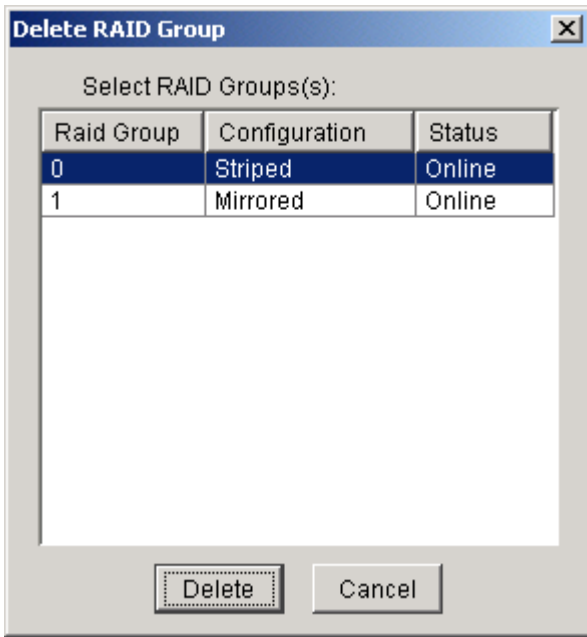 Delete RAID Group
Select RAID Groups(s):
Raid Group Configuration Status
0 Striped Online
1 Mirrored Online
Delete Cancel